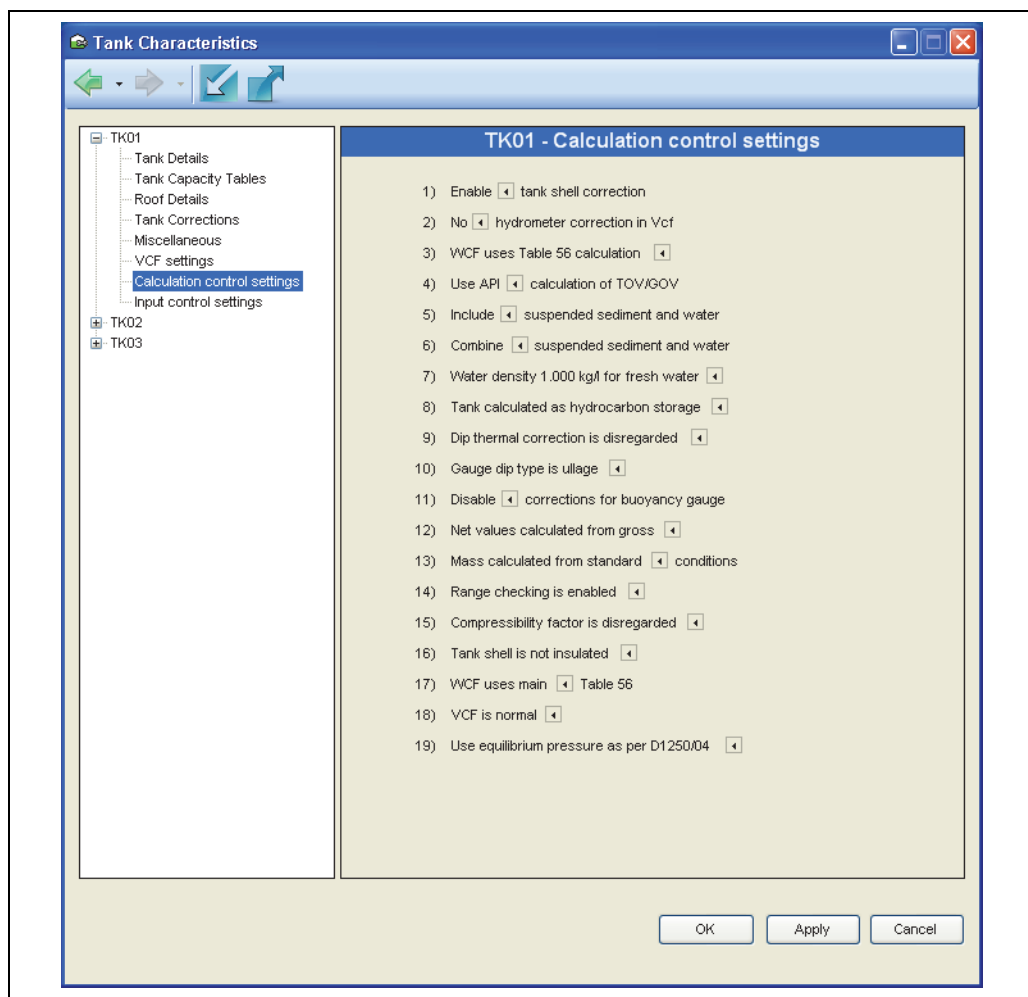 Tank Characteristics
TK01
Tank Details
Tank Capacity Tables
Roof Details
Tank Corrections
Miscellaneous
VCF settings
Calculation control settings
Input control settings
TK02
TK03
TK01 - Calculation control settings
1) Enable tank shell correction
2) No hydrometer correction in Vcf
3) WCF uses Table 56 calculation
4) Use API calculation of TOV/GOV
5) Include suspended sediment and water
6) Combine suspended sediment and water
7) Water density 1.000 kg/l for fresh water
8) Tank calculated as hydrocarbon storage
9) Dip thermal correction is disregarded
10) Gauge dip type is ullage
11) Disable corrections for buoyancy gauge
12) Net values calculated from gross
13) Mass calculated from standard conditions
14) Range checking is enabled
15) Compressibility factor is disregarded
16) Tank shell is not insulated
17) WCF uses main Table 56
18) VCF is normal
19) Use equilibrium pressure as per D1250/04
OK Apply Cancel